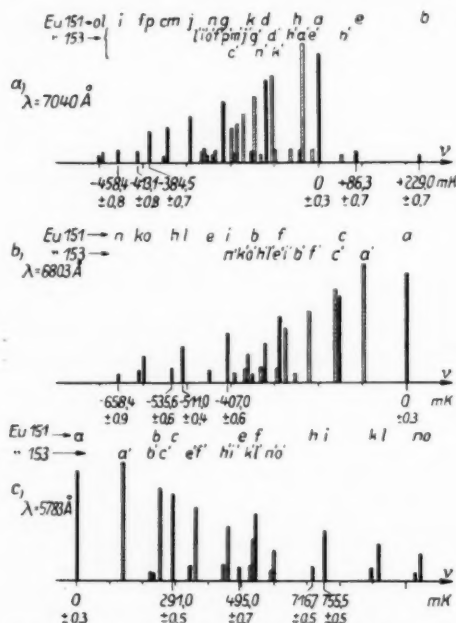 Eu 151→ol i fp cm j ng k d h a e b
" 153→{ l'i'o'f'p'm'j'g' d' h'a'e' b'
c' n' k'
a)
λ=7040 Å
ν
-458,4 -413,1 -384,5 0 +86,3 +229,0 mK
±0,8 ±0,8 ±0,7 ±0,3 ±0,7 ±0,7
Eu 151→ n ko h l e i b f c a
" 153→ n'k'o'h'l'e'i' b' f' c' a'
b)
λ=6803Å
ν
-658,4 -535,6 -511,0 -407,0 0 mK
±0,9 ±0,6 ±0,4 ±0,6 ±0,3
Eu 151→ a b c e f h i k l n o
" 153→ a' b'c' e'f' h'i' k'l' n'o'
c)
λ=5783Å
ν
0 291,0 495,0 716,7 755,5 mK
±0,3 ±0,5 ±0,7 ±0,5 ±0,5